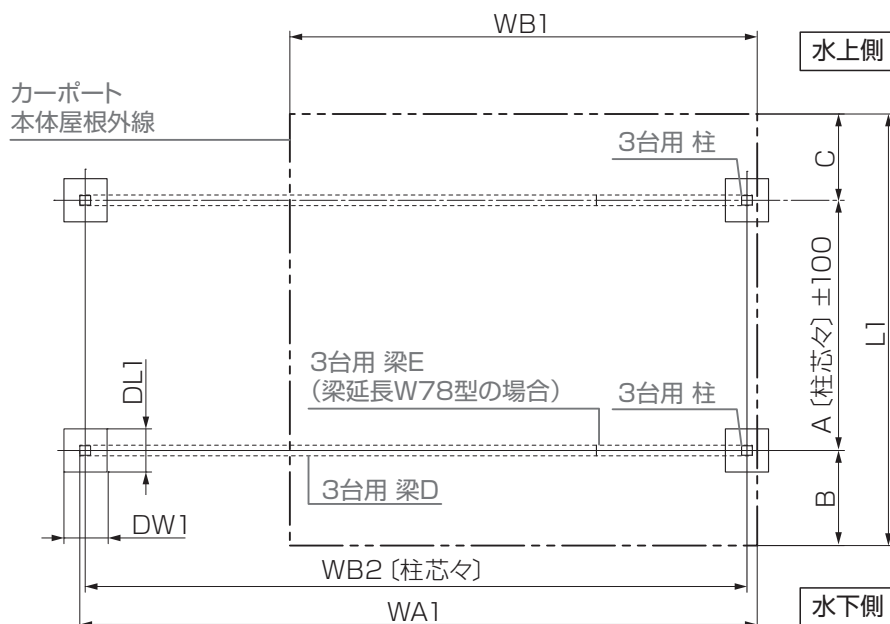 WB1
水上側
カーポート
本体屋根外線
3台用 柱
C
A〔柱芯々〕±100
L1
3台用 梁E
（梁延長W78型の場合）
3台用 柱
DL1
3台用 梁D
B
DW1
WB2〔柱芯々〕
WA1
水下側